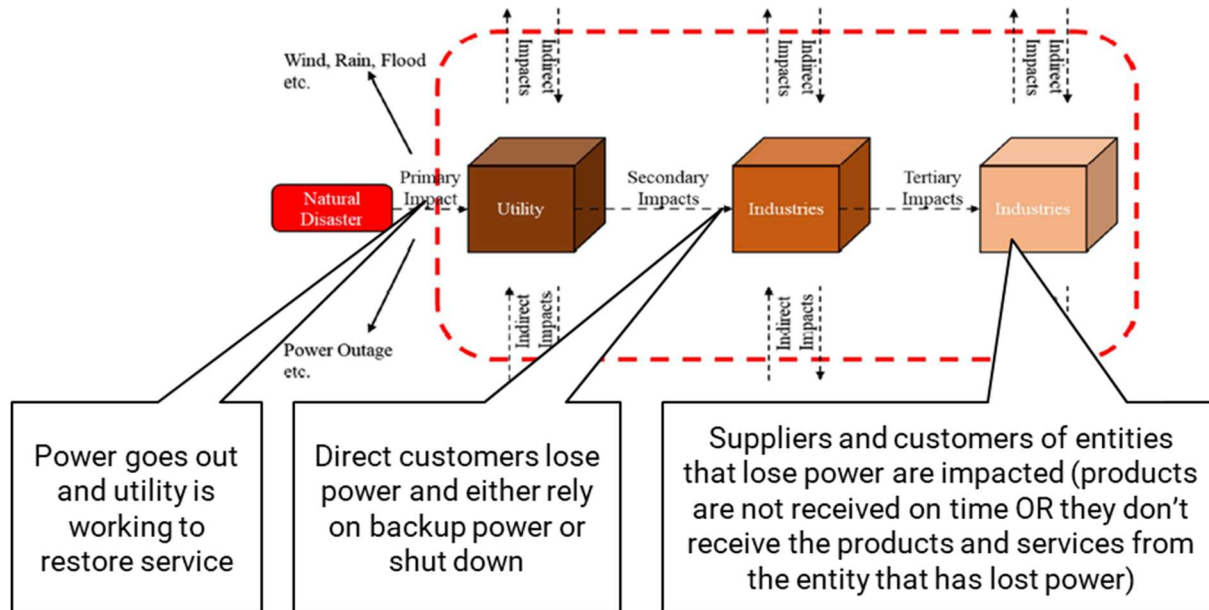 Impacts
Indirect
Impacts
Indirect
Impacts
Indirect
Wind, Rain, Flood
etc.
Natural
Disaster
Primary
Impact
Utility
Secondary
Impacts
Industries
Tertiary
Impacts
Industries
Power Outage
etc.
Indirect
Impacts
Indirect
Impacts
Power goes out
and utility is
working to
restore service
Direct customers lose
power and either rely
on backup power or
shut down
Suppliers and customers of entities
that lose power are impacted (products
are not received on time OR they don’t
receive the products and services from
the entity that has lost power)